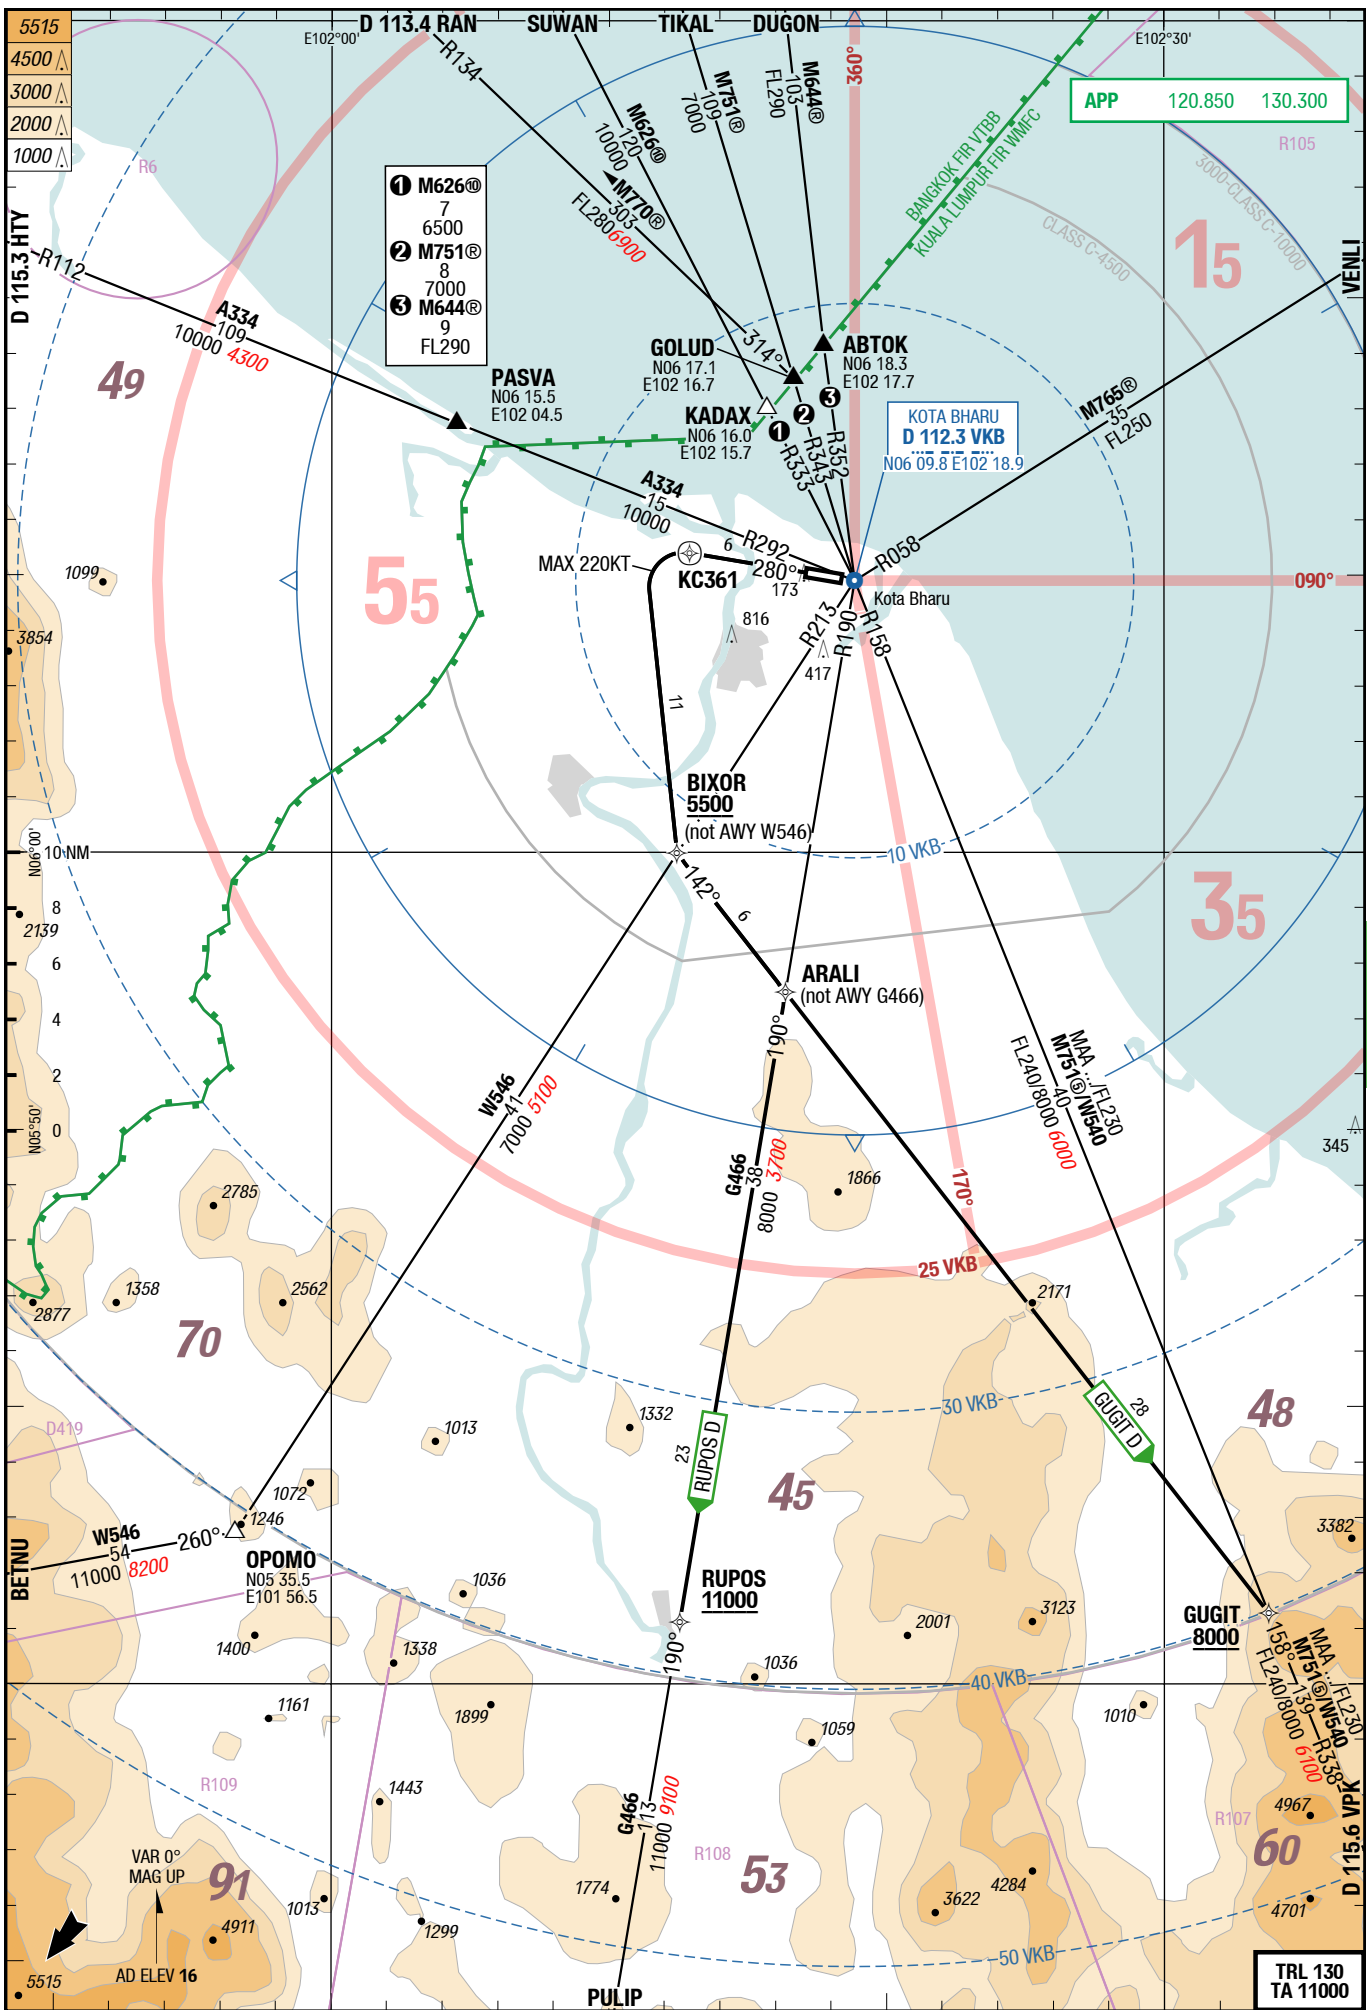 5515
4500
3000
2000
1000
D 113.4 RAN
SUWAN
TIKAL
DUGON
E102°00'
E102°30'
360°
APP 120.850 130.300
R105
R6
R134
M626⑩
120
10000
M751®
109
7000
M644®
103
FL290
BANGKOK FIR VTBB
KUALA LUMPUR FIR WMFC
3000-CLASS C-10000
CLASS C-4500
15
❶ M626⑩
7
6500
❷ M751®
8
7000
❸ M644®
9
FL290
M770®
303
FL280 6900
D 115.3 HTY
R112
A334
109
10000 4300
VENLI
49
314°
GOLUD
N06 17.1
E102 16.7
ABTOK
N06 18.3
E102 17.7
PASVA
N06 15.5
E102 04.5
KADAX
N06 16.0
E102 15.7
❶
❷
❸
R333
R343
R352
KOTA BHARU
D 112.3 VKB
N06 09.8 E102 18.9
M765®
35
FL250
A334
15
10000
R292
R058
MAX 220KT
6
KC361
280°
173
Kota Bharu
090°
1099
55
3854
816
R213
R190
R158
417
11
BIXOR
5500
(not AWY W546)
N06°00'
10 NM
8
6
4
2
0
N05°50'
2139
10 VKB
142°
6
35
ARALI
(not AWY G466)
190°
MAA .../FL230
M751⑤/W540
40
FL240/8000 6000
W546
41
7000 5100
G466
38
8000 3700
1866
170°
345
2785
25 VKB
1358
2562
2877
2171
70
30 VKB
GUGIT D
28
48
D419
1013
1332
23
RUPOS D
45
1072
1246
3382
BETNU
W546
54
11000 8200
260°
OPOMO
N05 35.5
E101 56.5
1036
RUPOS
11000
GUGIT
8000
2001
3123
1400
1338
190°
1036
158°
MAA .../FL230
M751⑤/W540
139
FL240/8000 6100
R338
40 VKB
1161
1899
1059
1010
R109
1443
G466
113
11000 9100
R108
R107
4967
D 115.6 VPK
VAR 0°
MAG UP
91
53
60
1013
1774
4284
3622
4701
4911
1299
50 VKB
5515
AD ELEV 16
PULIP
TRL 130
TA 11000